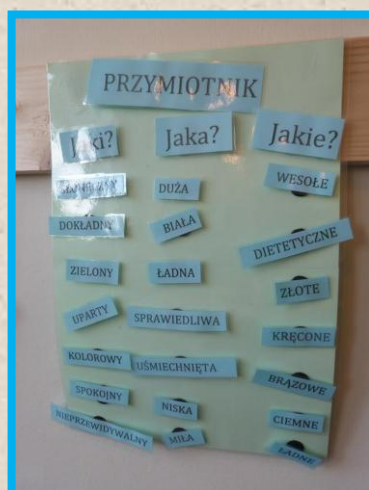 PRZYMIOTNIK
Jaki?
DOKŁADNY
ZIELONY
UPARTY
KOLOROWY
SPOKOJNY
NIEPRZEWIDYWALNY
Jaka?
DUŻA
BIAŁA
ŁADNA
SPRAWIEDLIWA
UŚMIECHNIĘTA
NISKA
MIŁA
Jakie?
WESOŁE
DIETETYCZNE
ZŁOTE
KRĘCONE
BRĄZOWE
CIEMNE
ŁADNE